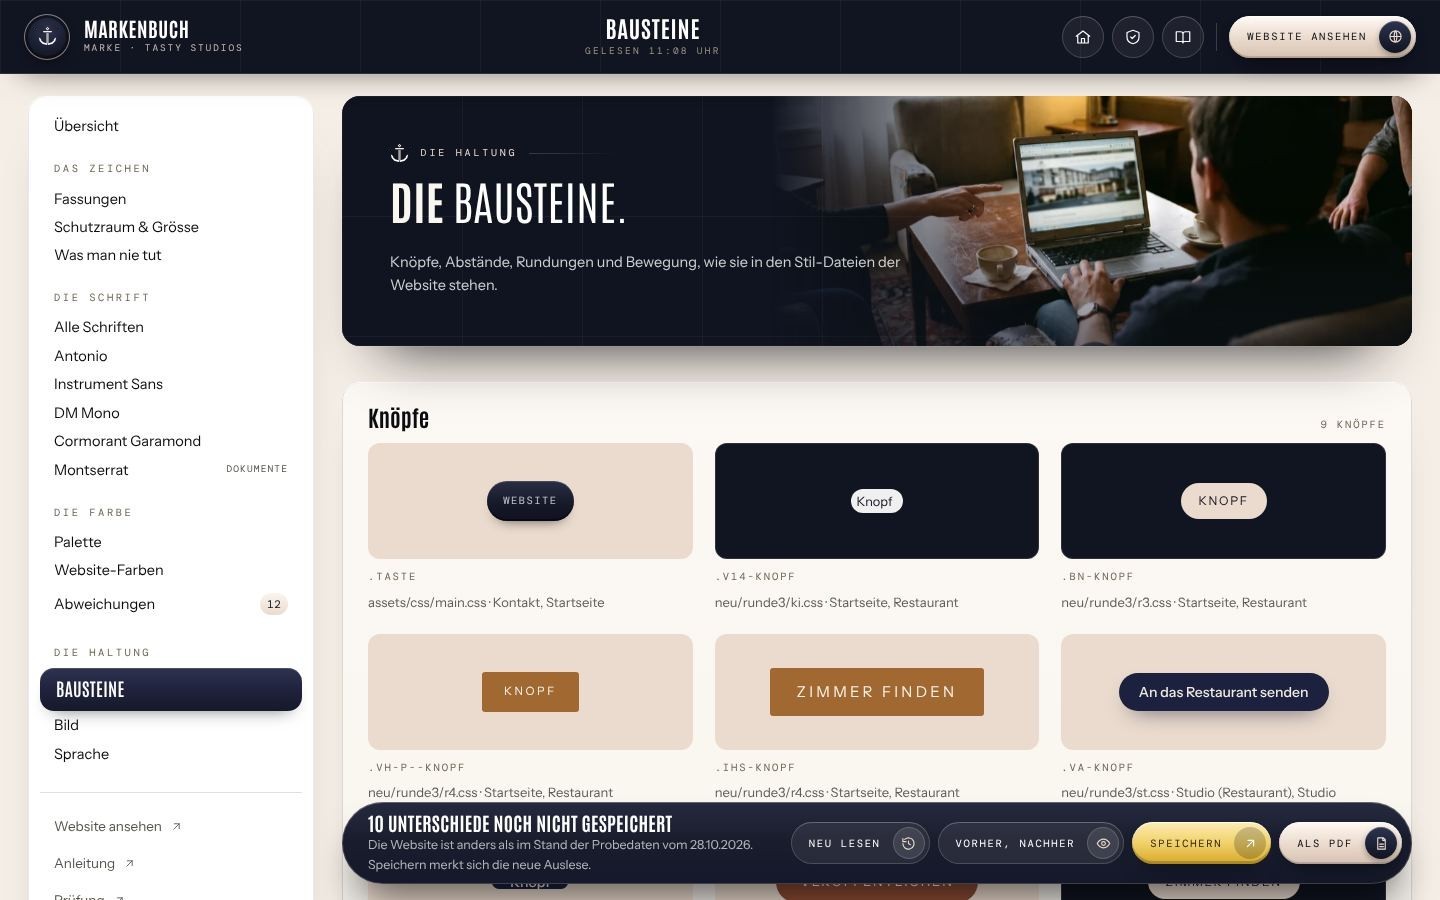 MARKENBUCH
MARKE · TASTY STUDIOS
BAUSTEINE
GELESEN 11:08 UHR
WEBSITE ANSEHEN
Übersicht
DAS ZEICHEN
Fassungen
Schutzraum & Grösse
Was man nie tut
DIE SCHRIFT
Alle Schriften
Antonio
Instrument Sans
DM Mono
Cormorant Garamond
Montserrat DOKUMENTE
DIE FARBE
Palette
Website-Farben
Abweichungen 12
DIE HALTUNG
BAUSTEINE
Bild
Sprache
Website ansehen
Anleitung
Prüfung
DIE HALTUNG
DIE BAUSTEINE.
Knöpfe, Abstände, Rundungen und Bewegung, wie sie in den Stil-Dateien der
Website stehen.
Knöpfe
9 KNÖPFE
WEBSITE
Knopf
KNOPF
.TASTE
.V14-KNOPF
.BN-KNOPF
assets/css/main.css · Kontakt, Startseite
neu/runde3/ki.css · Startseite, Restaurant
neu/runde3/r3.css · Startseite, Restaurant
KNOPF
ZIMMER FINDEN
An das Restaurant senden
.VH-P--KNOPF
.IHS-KNOPF
.VA-KNOPF
neu/runde3/r4.css · Startseite, Restaurant
neu/runde3/r4.css · Startseite, Restaurant
neu/runde3/st.css · Studio (Restaurant), Studio
10 UNTERSCHIEDE NOCH NICHT GESPEICHERT
Die Website ist anders als im Stand der Probedaten vom 28.10.2026.
Speichern merkt sich die neue Auslese.
NEU LESEN
VORHER, NACHHER
SPEICHERN
ALS PDF
Knopf
VERÖFFENTLICHEN
ZIMMER FINDEN